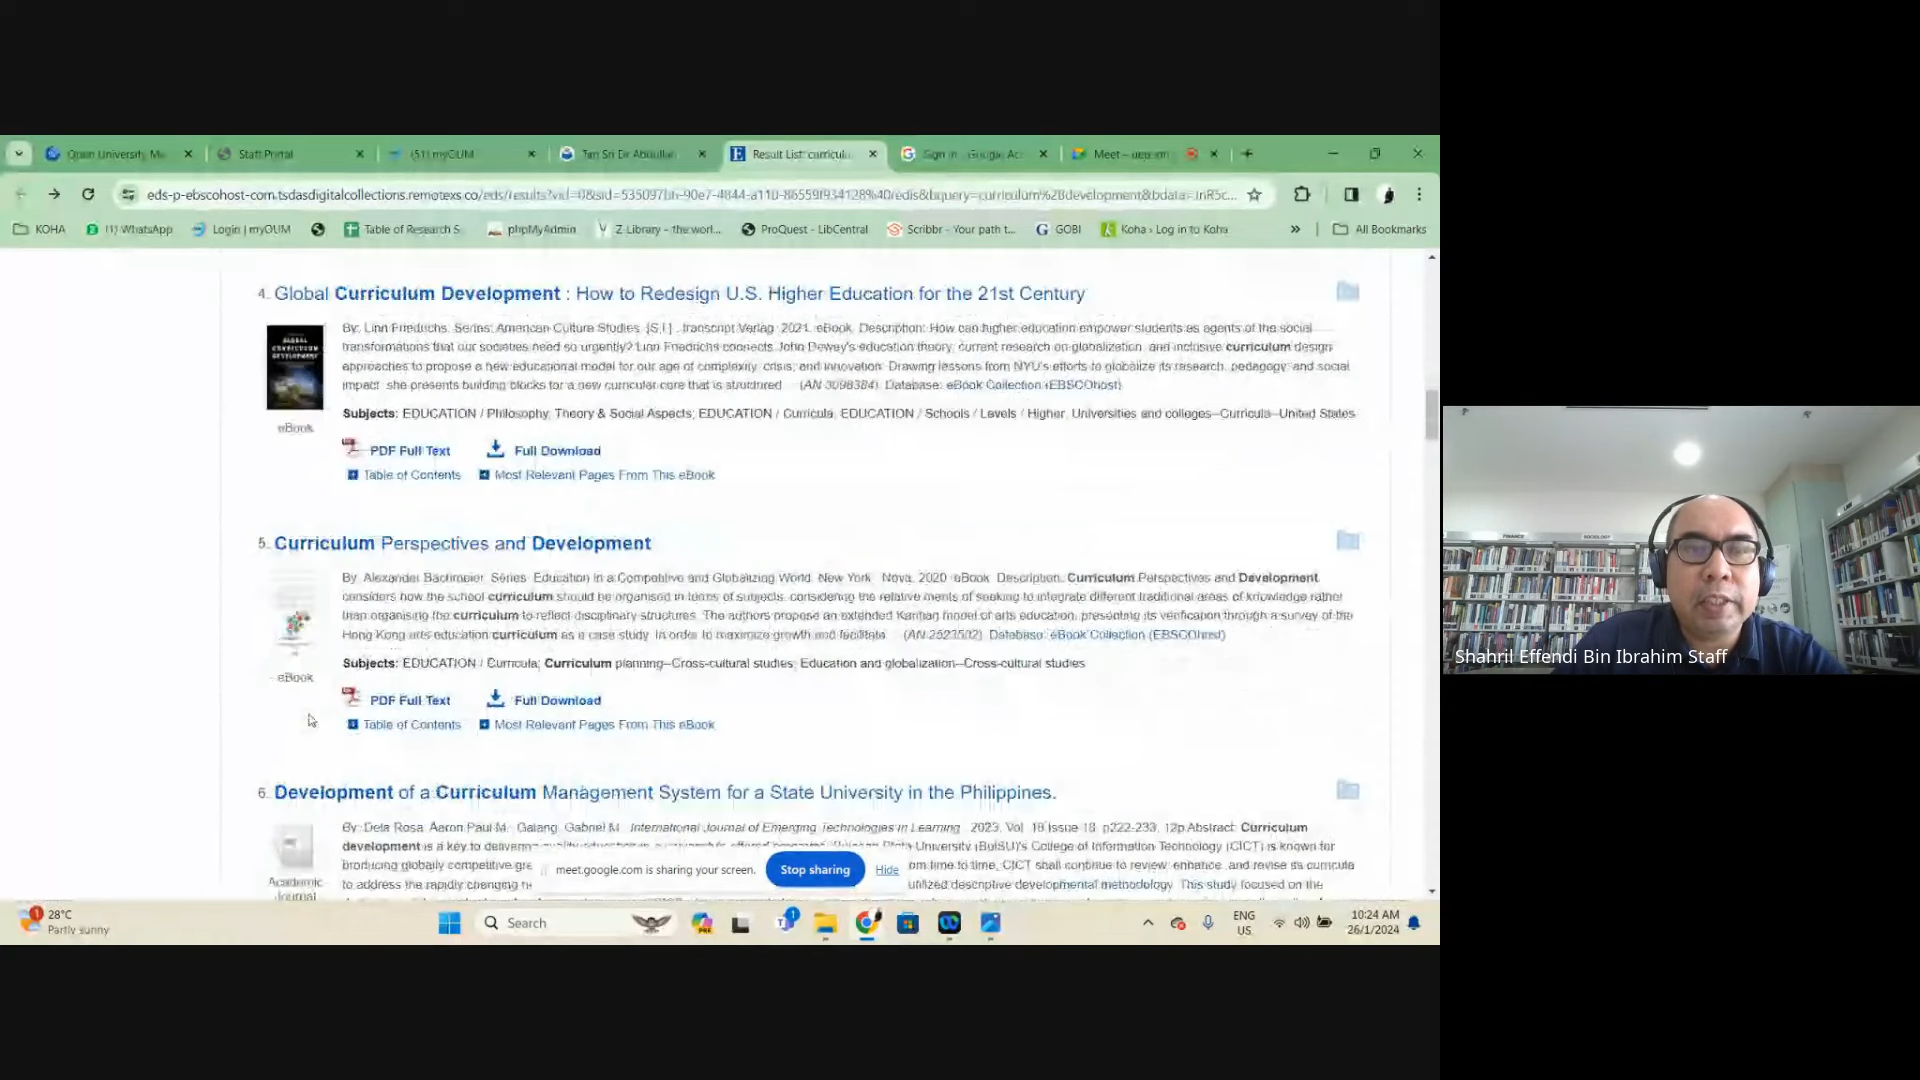 Open University Ma
Staff Portal
(51) myOUM
Tan Sri Dr Abdullah
Result List: curriculu
Sign in - Google Acc
Meet –
eds-p-ebscohost-com.tsdasdigitalcollections.remotexs.co/eds/results?vid=0&sid=
KOHA
(1) WhatsApp
Login | myOUM
Table of Research S...
phpMyAdmin
Z-Library – the worl...
ProQuest - LibCentral
Scribbr - Your path t...
GOBI
Koha › Log in to Koha
»
All Bookmarks
4. Global Curriculum Development : How to Redesign U.S. Higher Education for the 21st Century
By: Linn Friedrichs. Series: American Culture Studies. [S.l.] : transcript Verlag. 2021. eBook. Description: How can higher education empower students as agents of the social
transformations that our societies need so urgently? Linn Friedrichs connects John Dewey's education theory, current research on globalization, and inclusive curriculum design
approaches to propose a new educational model for our age of complexity, crisis, and innovation. Drawing lessons from NYU's efforts to globalize its research, pedagogy, and social
impact, she presents building blocks for a new curricular core that is structured ... (AN 3098384), Database: eBook Collection (EBSCOhost)
Subjects: EDUCATION / Philosophy, Theory & Social Aspects; EDUCATION / Curricula; EDUCATION / Schools / Levels / Higher; Universities and colleges--Curricula--United States
GLOBAL
CURRICULUM
DEVELOPMENT
eBook
PDF Full Text
Full Download
Table of Contents
Most Relevant Pages From This eBook
5. Curriculum Perspectives and Development
By: Alexander Bachmeier. Series: Education in a Competitive and Globalizing World. New York : Nova. 2020. eBook. Description: Curriculum Perspectives and Development
considers how the school curriculum should be organised in terms of subjects, considering the relative merits of seeking to integrate different traditional areas of knowledge rather
than organising the curriculum to reflect disciplinary structures. The authors propose an extended Kantian model of arts education, presenting its verification through a survey of the
Hong Kong arts education curriculum as a case study. In order to maximize growth and facilitate ... Database: eBook Collection (EBSCOhost)
Subjects: EDUCATION / Curricula; Curriculum planning--Cross-cultural studies; Education and globalization--Cross-cultural studies
eBook
PDF Full Text
Full Download
Table of Contents
Most Relevant Pages From This eBook
6. Development of a Curriculum Management System for a State University in the Philippines.
By: Dela Rosa, Aaron Paul M.; Galang, Gabriel M. International Journal of Emerging Technologies in Learning. 2023, Vol. 18 Issue 18, p222-233. 12p. Abstract: Curriculum
development is a key to delivering University (BulSU)'s College of Information Technology (CICT) is known for
producing globally competitive gre om time to time, CICT shall continue to review, enhance, and revise its curricula
to address the rapidly changing utilized descriptive developmental methodology. This study focused on the
Academic
Journal
meet.google.com is sharing your screen.
Stop sharing
Hide
28°C
Partly sunny
1
Search
PRE
1
ENG
US
10:24 AM
26/1/2024
FINANCE
SOCIOLOGY
Shahril Effendi Bin Ibrahim Staff